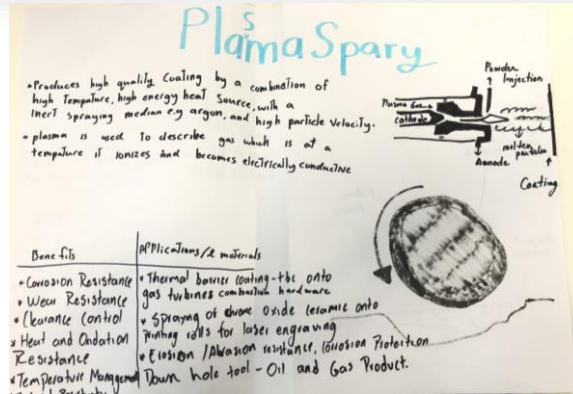 PlasmaSpary
• Produces high quality Coating by a combination of
high Tempature, high energy heat Source, with a
inert spraying median e.g argon, and high particle Velocity.
• plasma is used to describe gas which is at a
tempature it ionizes and becomes electrically conductive
Powder
Injection
Plasma Gas
cathode
Aanode
molten
particles
Coating
Benefits
• Corrosion Resistance
• Wear Resistance
• Clearance Control
• Heat and Oxidation
Resistance
• Temperature Management
Applications/& materials
• Thermal barrier coating-tbc onto
gas turbines combustion hardware
• Spraying of chrome Oxide ceramic onto
Printing rolls for laser engraving
• Erosion/Abrasion resistance, Corrosion Protection
Down hole tool - Oil and Gas Product.